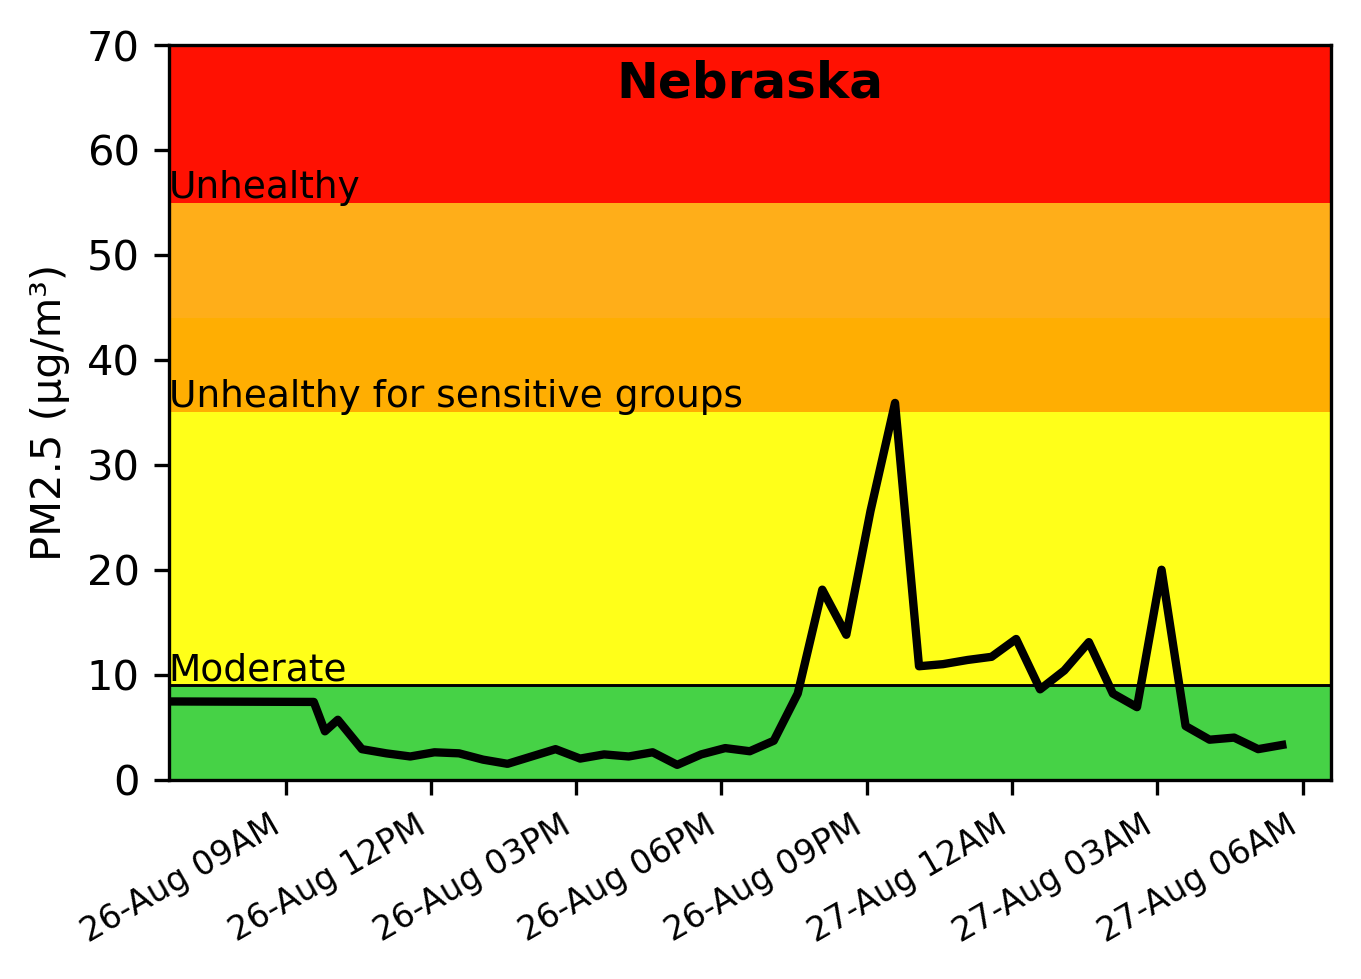 Nebraska
70
60
50
40
30
20
10
0
PM2.5 (µg/m³)
Unhealthy
Unhealthy for sensitive groups
Moderate
26-Aug 09AM
26-Aug 12PM
26-Aug 03PM
26-Aug 06PM
26-Aug 09PM
27-Aug 12AM
27-Aug 03AM
27-Aug 06AM